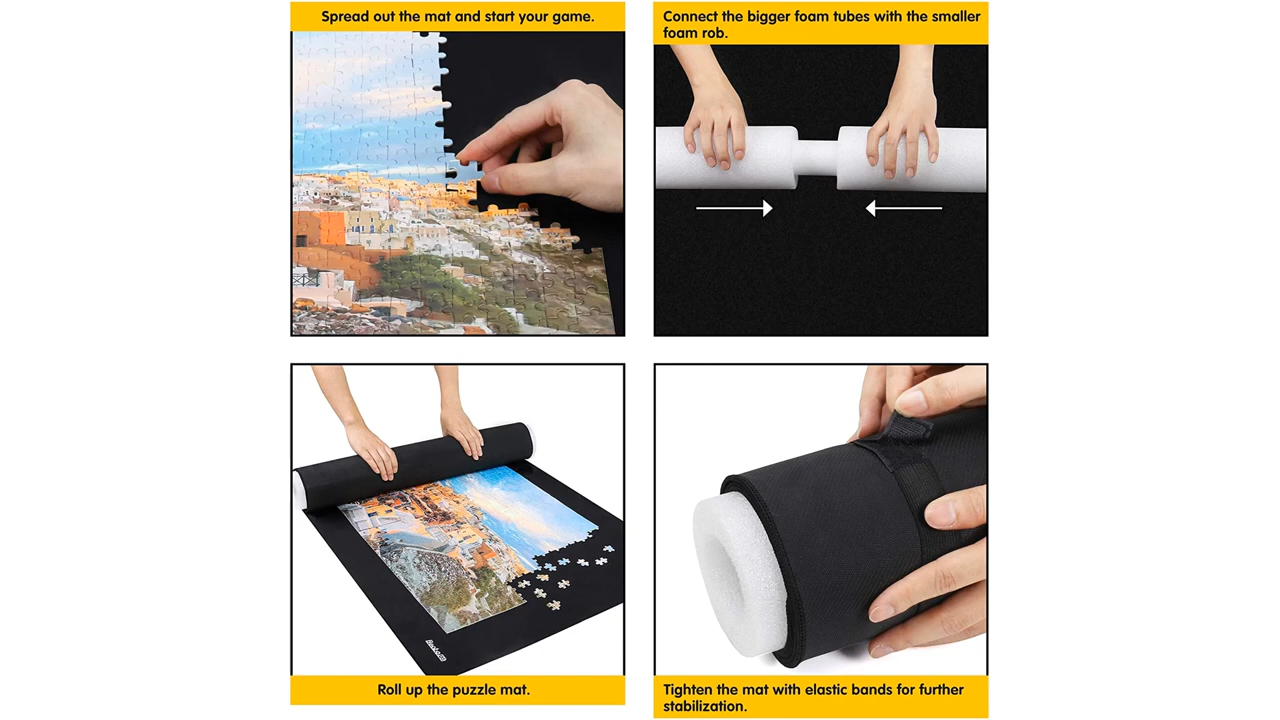 Spread out the mat and start your game.
Connect the bigger foam tubes with the smaller
foam rob.
Roll up the puzzle mat.
Tighten the mat with elastic bands for further
stabilization.